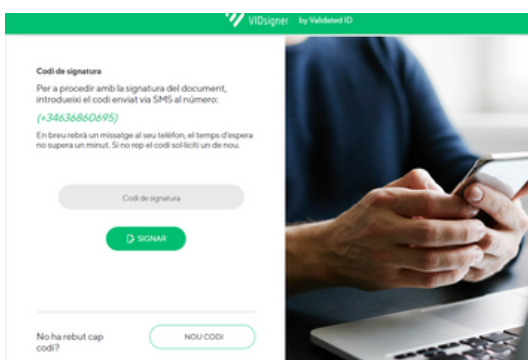 VIDsigner by Validated ID
Codi de signatura
Per a procedir amb la signatura del document,
introdueixi el codi enviat via SMS al número:
(+34636860695)
En breu rebrà un missatge al seu telèfon, el temps d'espera
no supera un minut. Si no rep el codi sol·liciti un de nou.
Codi de signatura
SIGNAR
No ha rebut cap
codi?
NOU CODI